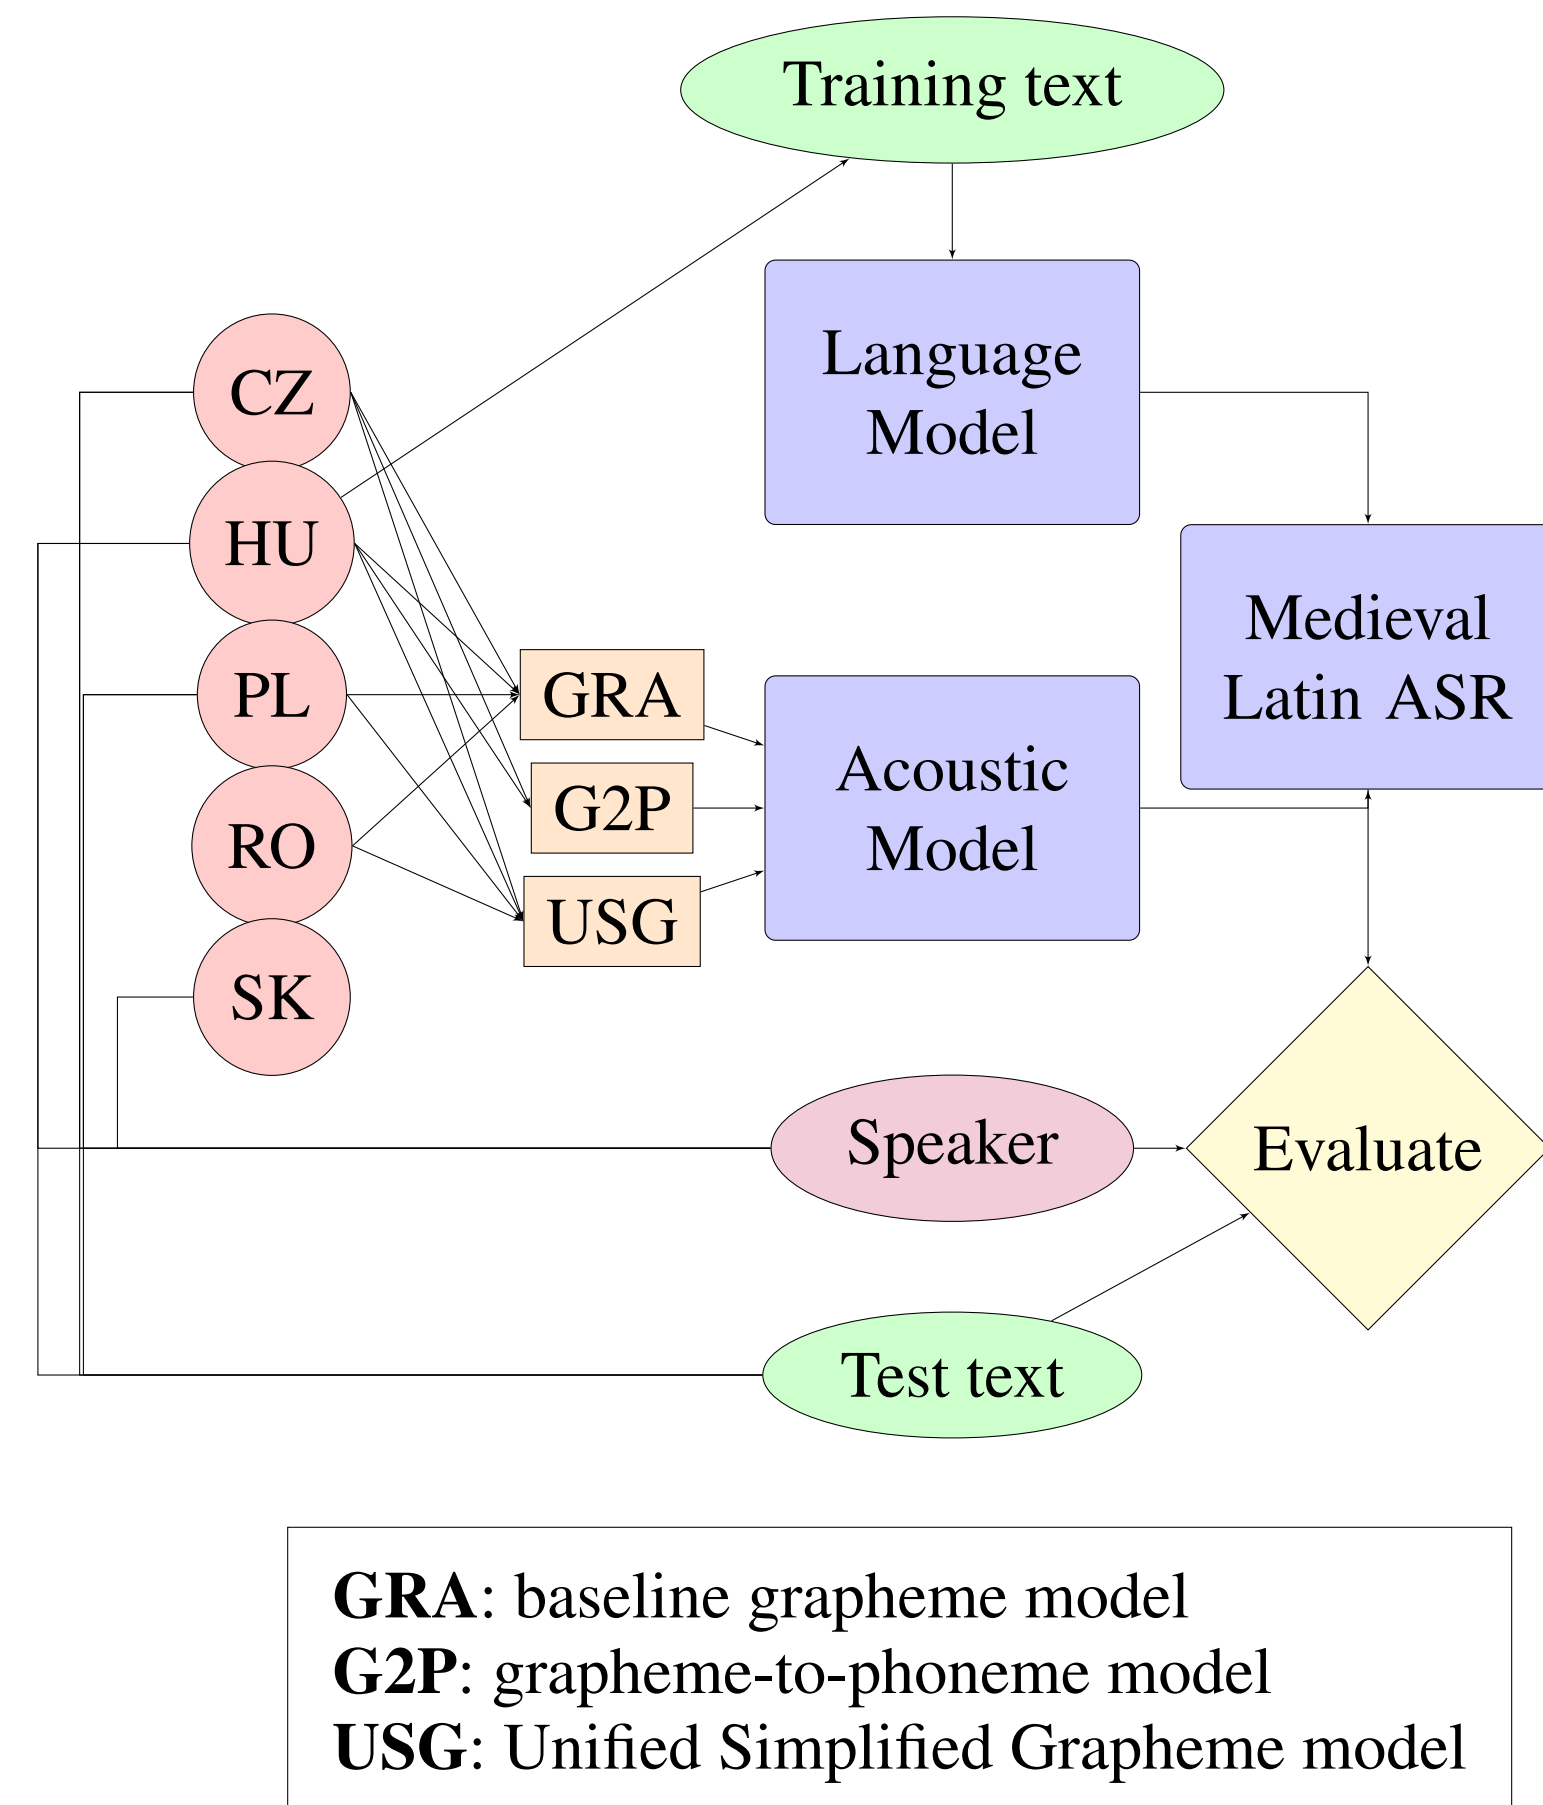 Training text
Language
Model
CZ
HU
PL
RO
SK
GRA
G2P
USG
Acoustic
Model
Medieval
Latin ASR
Speaker
Evaluate
Test text
GRA: baseline grapheme model
G2P: grapheme-to-phoneme model
USG: Unified Simplified Grapheme model